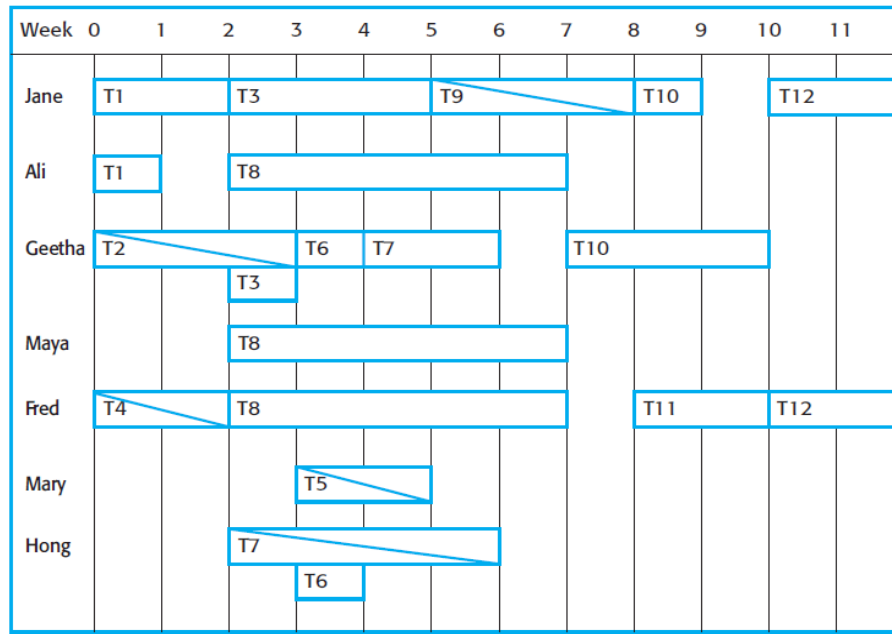 Week 0 1 2 3 4 5 6 7 8 9 10 11
Jane T1 T3 T9 T10 T12
Ali T1 T8
Geetha T2 T6 T7 T10
T3
Maya T8
Fred T4 T8 T11 T12
Mary T5
Hong T7
T6